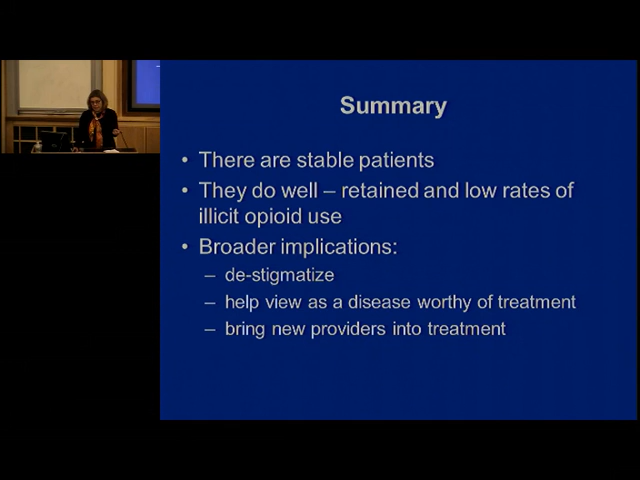 Summary
• There are stable patients
• They do well – retained and low rates of
illicit opioid use
• Broader implications:
– de-stigmatize
– help view as a disease worthy of treatment
– bring new providers into treatment